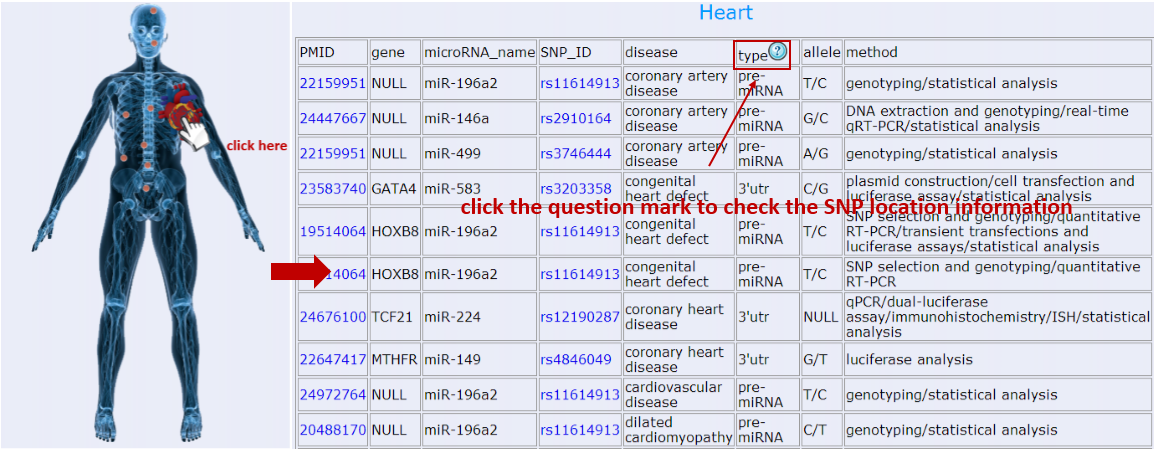 Heart
click here
PMID gene microRNA_name SNP_ID disease type ? allele method
22159951 NULL miR-196a2 rs11614913 coronary artery disease pre-miRNA T/C genotyping/statistical analysis
24447667 NULL miR-146a rs2910164 coronary artery disease pre-miRNA G/C DNA extraction and genotyping/real-time qRT-PCR/statistical analysis
22159951 NULL miR-499 rs3746444 coronary artery disease pre-miRNA A/G genotyping/statistical analysis
23583740 GATA4 miR-583 rs3203358 congenital heart defect 3'utr C/G plasmid construction/cell transfection and luciferase assay/statistical analysis
click the question mark to check the SNP location information
19514064 HOXB8 miR-196a2 rs11614913 congenital heart defect pre-miRNA T/C SNP selection and genotyping/quantitative RT-PCR/transient transfections and luciferase assays/statistical analysis
14064 HOXB8 miR-196a2 rs11614913 congenital heart defect pre-miRNA T/C SNP selection and genotyping/quantitative RT-PCR
24676100 TCF21 miR-224 rs12190287 coronary heart disease 3'utr NULL qPCR/dual-luciferase assay/immunohistochemistry/ISH/statistical analysis
22647417 MTHFR miR-149 rs4846049 coronary heart disease 3'utr G/T luciferase analysis
24972764 NULL miR-196a2 rs11614913 cardiovascular disease pre-miRNA T/C genotyping/statistical analysis
20488170 NULL miR-196a2 rs11614913 dilated cardiomyopathy pre-miRNA C/T genotyping/statistical analysis